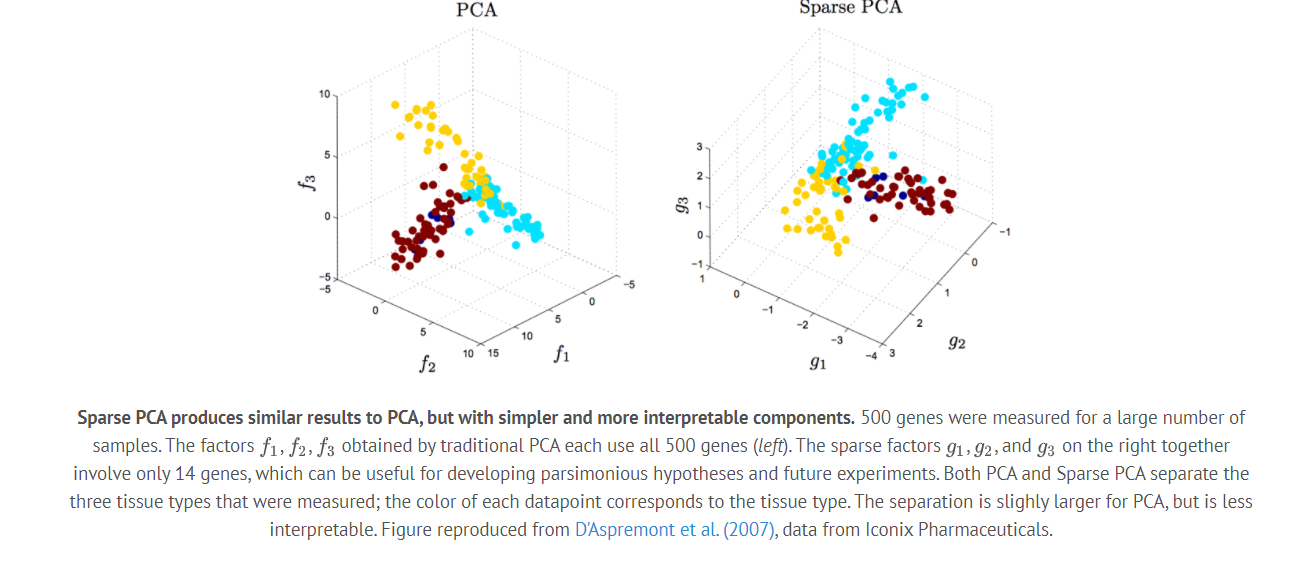 PCA
Sparse PCA
10
5
0
−5
f3
−5
0
5
10
f2
15
10
5
0
−5
f1
3
2
1
0
−1
g3
1
0
−1
−2
−3
−4
g1
3
2
1
0
−1
g2
Sparse PCA produces similar results to PCA, but with simpler and more interpretable components. 500 genes were measured for a large number of
samples. The factors f1, f2, f3 obtained by traditional PCA each use all 500 genes (left). The sparse factors g1, g2, and g3 on the right together
involve only 14 genes, which can be useful for developing parsimonious hypotheses and future experiments. Both PCA and Sparse PCA separate the
three tissue types that were measured; the color of each datapoint corresponds to the tissue type. The separation is slighly larger for PCA, but is less
interpretable. Figure reproduced from D'Aspremont et al. (2007), data from Iconix Pharmaceuticals.